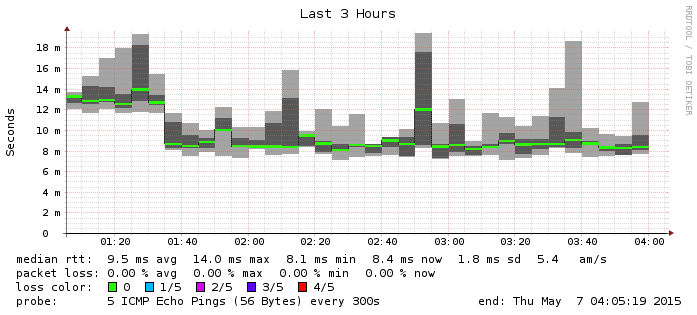 Last 3 Hours
RRDTOOL / TOBI OETIKER
Seconds
18 m
16 m
14 m
12 m
10 m
8 m
6 m
4 m
2 m
0
01:20 01:40 02:00 02:20 02:40 03:00 03:20 03:40 04:00
median rtt: 9.5 ms avg 14.0 ms max 8.1 ms min 8.4 ms now 1.8 ms sd 5.4 am/s
packet loss: 0.00 % avg 0.00 % max 0.00 % min 0.00 % now
loss color: 0 1/5 2/5 3/5 4/5
probe: 5 ICMP Echo Pings (56 Bytes) every 300s end: Thu May 7 04:05:19 2015